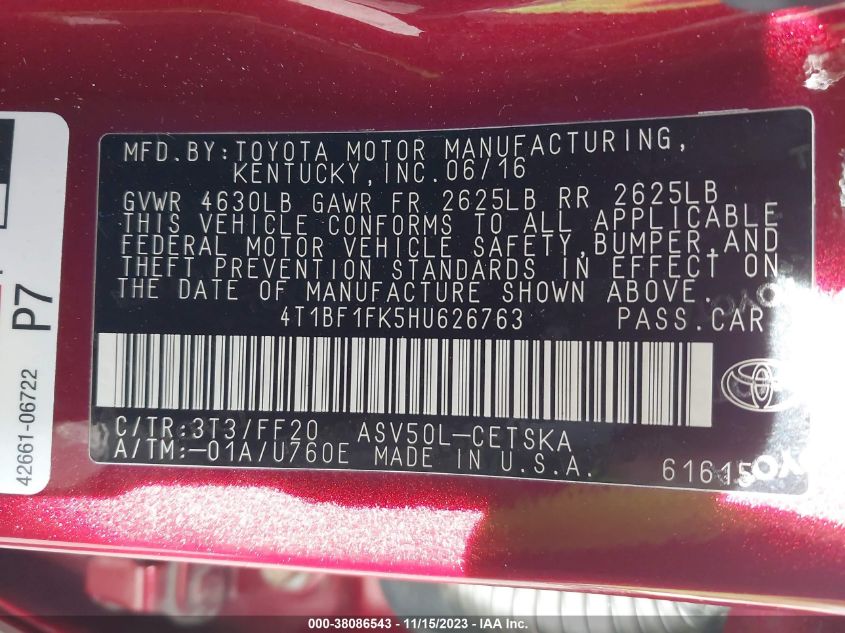 MFD.BY:TOYOTA MOTOR MANUFACTURING,
KENTUCKY,INC.06/16
GVWR 4630LB GAWR FR 2625LB RR 2625LB
THIS VEHICLE CONFORMS TO ALL APPLICABLE
FEDERAL MOTOR VEHICLE SAFETY,BUMPER,AND
THEFT PREVENTION STANDARDS IN EFFECT ON
THE DATE OF MANUFACTURE SHOWN ABOVE.
4T1BF1FK5HU626763 PASS.CAR
C/TR:3T3/FF20 ASV50L-CETSKA
A/TM:-01A/U760E MADE IN U.S.A.
61615
42661-06722
P7
000-38086543 - 11/15/2023 - IAAI.com